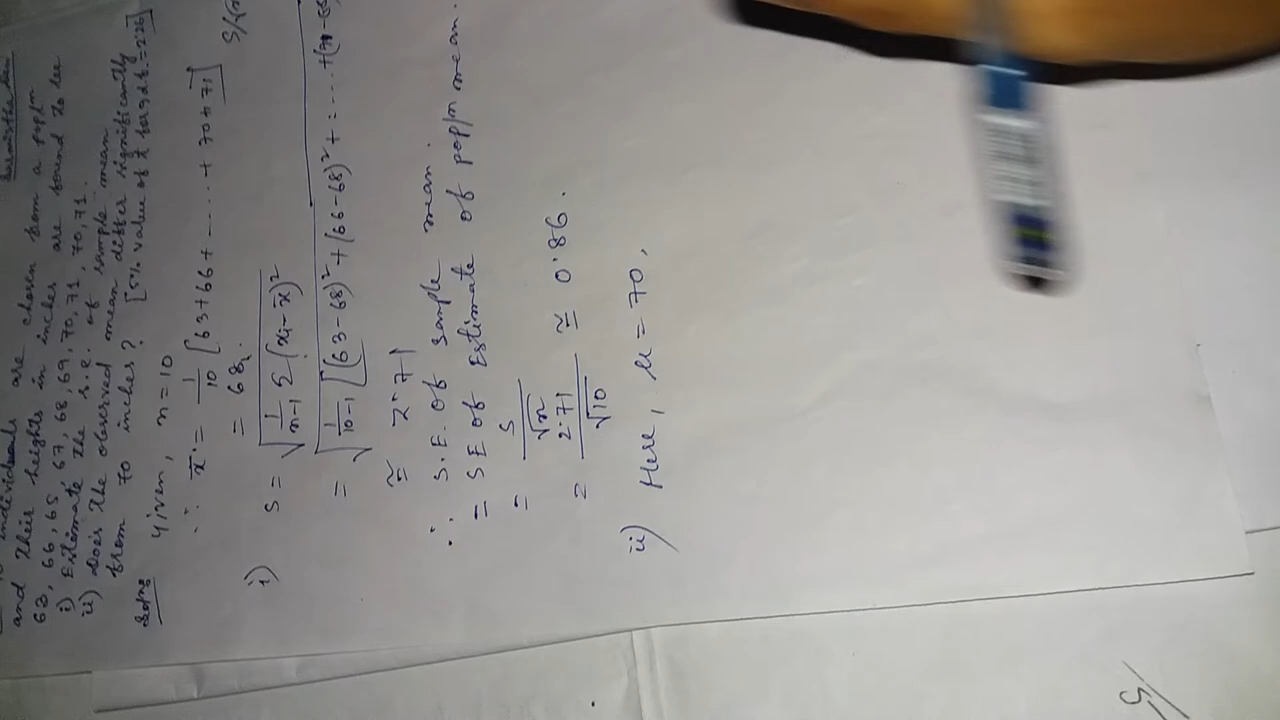 individuals are chosen from a popln
and their heights in inches are found to be
63, 66, 65, 67, 68, 69, 70, 71, 70, 71.
i) Estimate the s.e. of sample mean
ii) Does the observed mean differ significantly
from 70 inches? [5% value of t for 9 d.f. = 2.26]
Given, n = 10
∴ x̄ = 1/10 [63 + 66 + ..... + 70 + 71]
= 68.
i) S = √(1/(n-1) Σ(xi - x̄)²)
= √(1/(10-1) [(63-68)² + (66-68)² + .... + (71-68)
≅ 2.71
∴ S.E. of sample mean.
= SE of Estimate of popln mean.
= S/√n
= 2.71/√10 ≅ 0.86.
ii) Here, μ = 70,